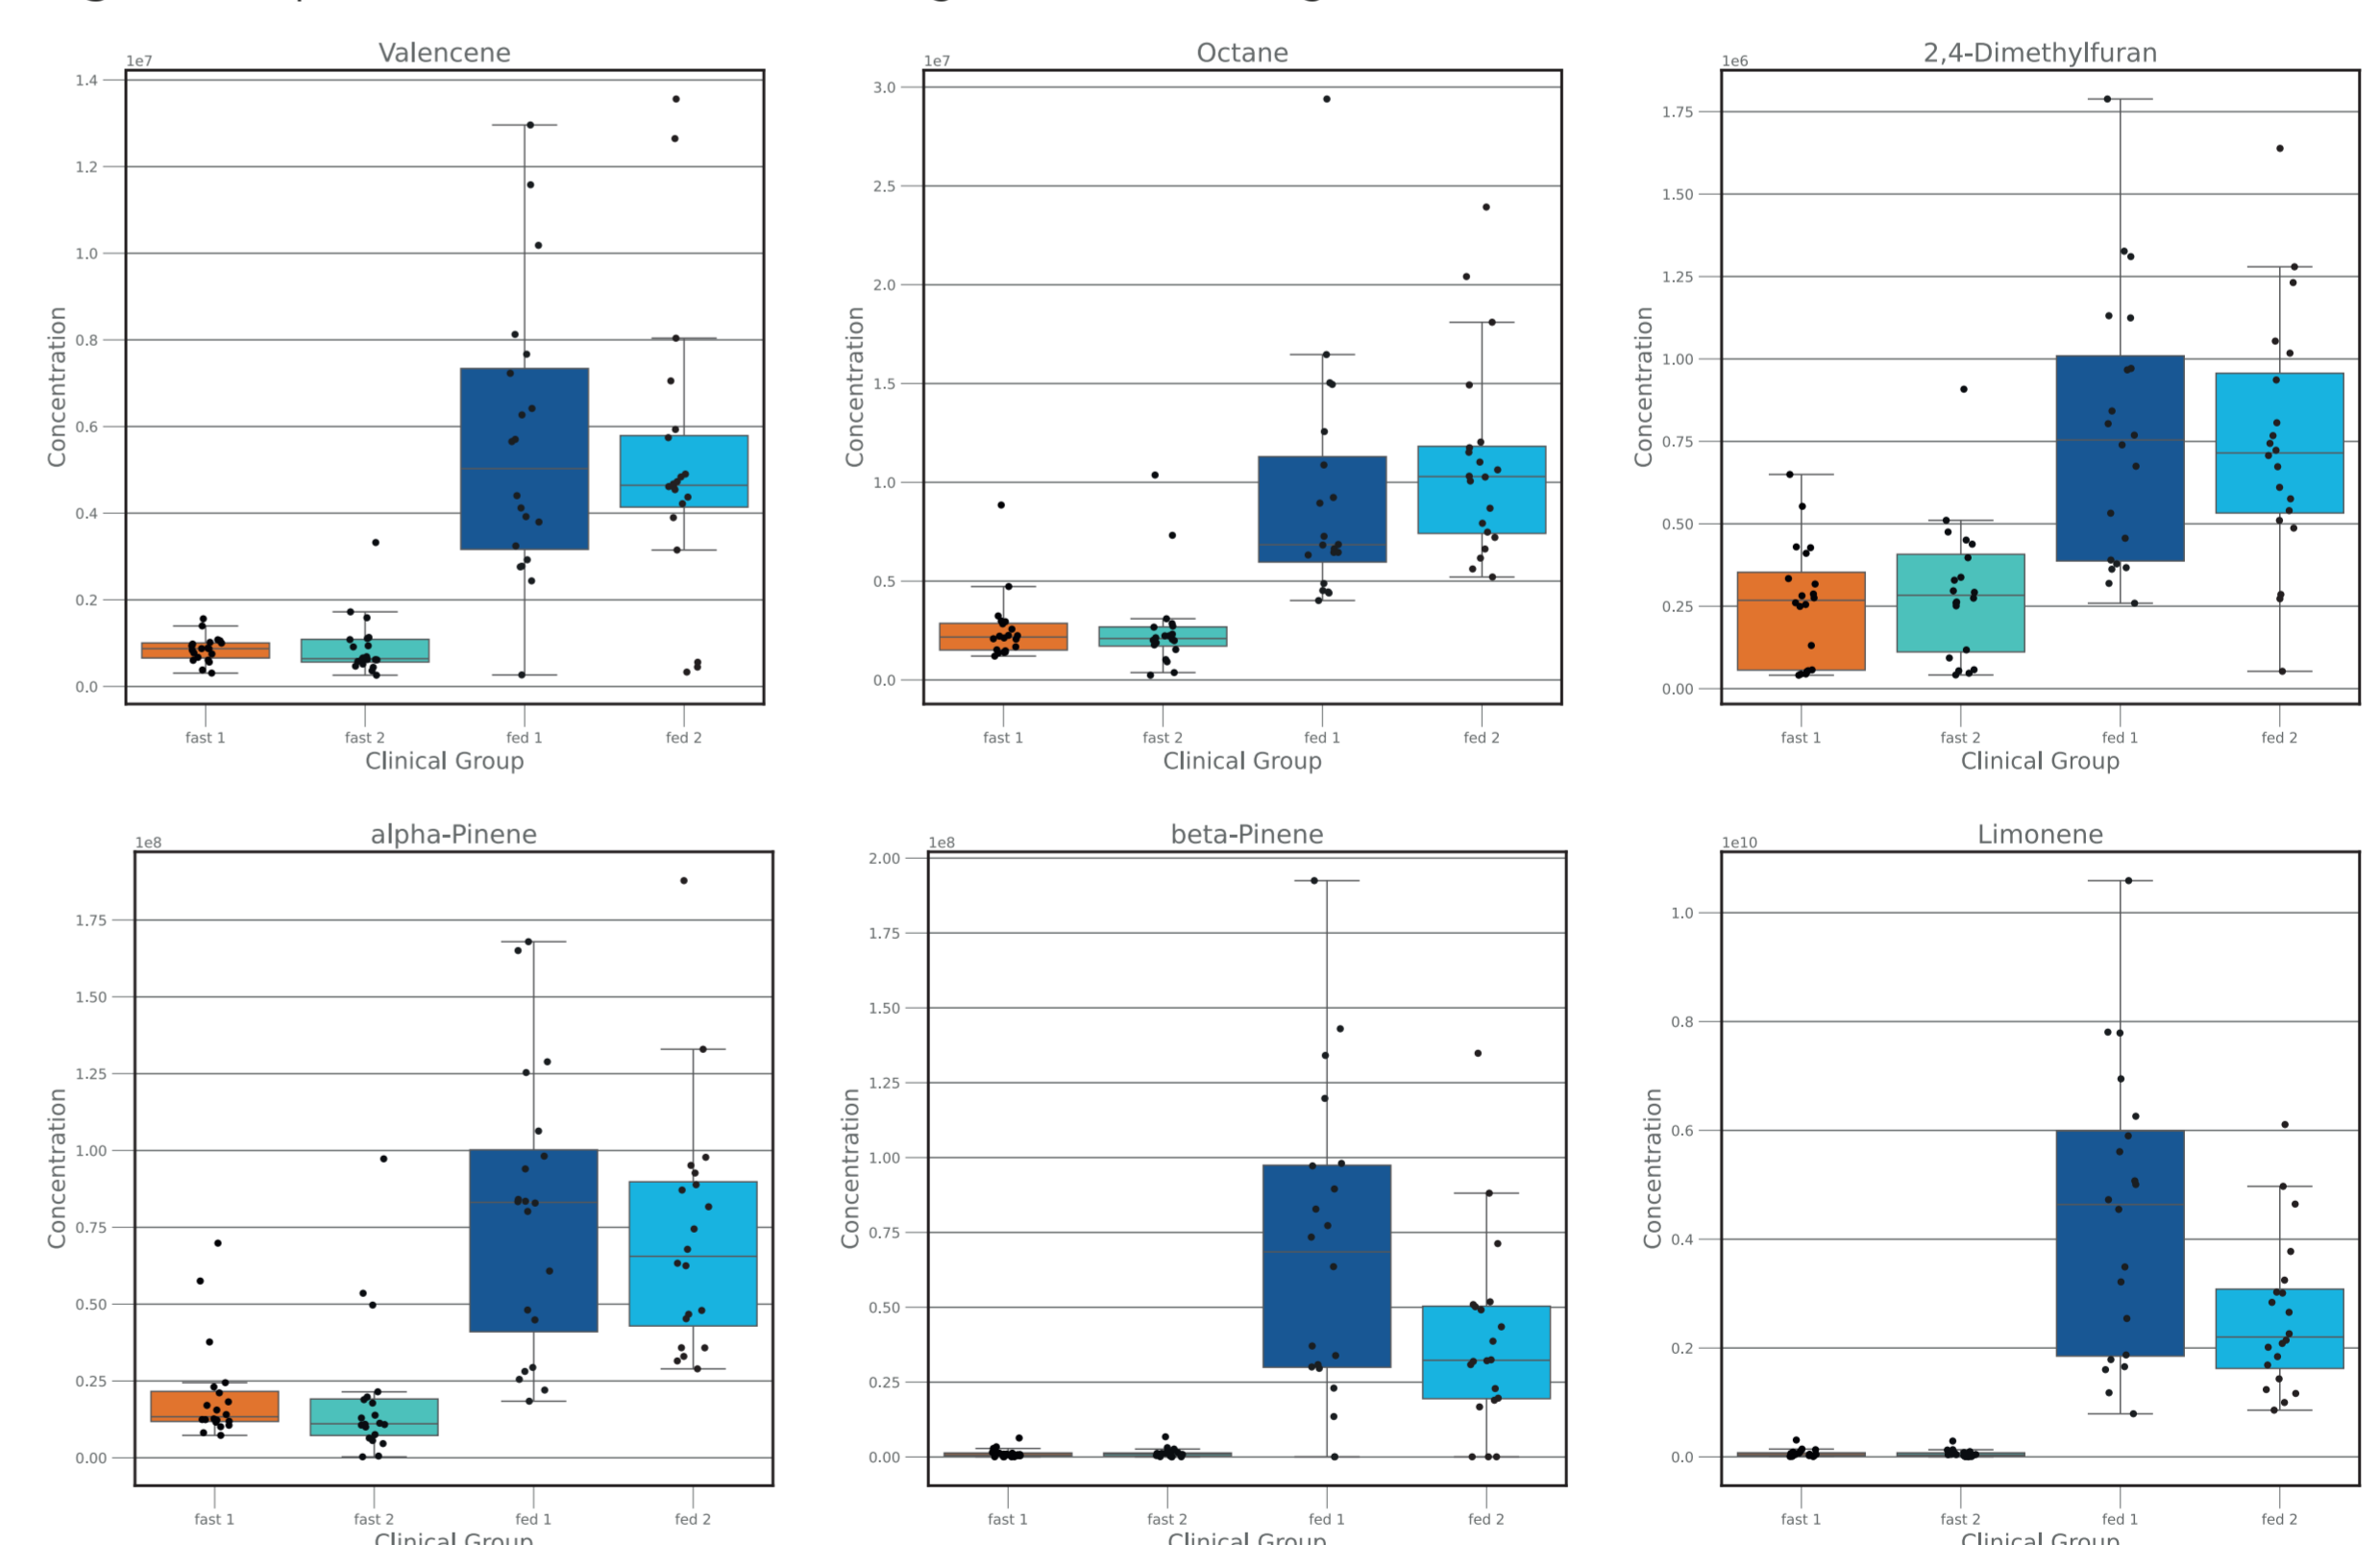 Valencene
1e7
1.4
1.2
1.0
0.8
0.6
0.4
0.2
0.0
Concentration
fast 1 fast 2 fed 1 fed 2
Clinical Group
Octane
1e7
3.0
2.5
2.0
1.5
1.0
0.5
0.0
Concentration
fast 1 fast 2 fed 1 fed 2
Clinical Group
2,4-Dimethylfuran
1e6
1.75
1.50
1.25
1.00
0.75
0.50
0.25
0.00
Concentration
fast 1 fast 2 fed 1 fed 2
Clinical Group
alpha-Pinene
1e8
1.75
1.50
1.25
1.00
0.75
0.50
0.25
0.00
Concentration
fast 1 fast 2 fed 1 fed 2
Clinical Group
beta-Pinene
1e8
2.00
1.75
1.50
1.25
1.00
0.75
0.50
0.25
0.00
Concentration
fast 1 fast 2 fed 1 fed 2
Clinical Group
Limonene
1e10
1.0
0.8
0.6
0.4
0.2
0.0
Concentration
fast 1 fast 2 fed 1 fed 2
Clinical Group